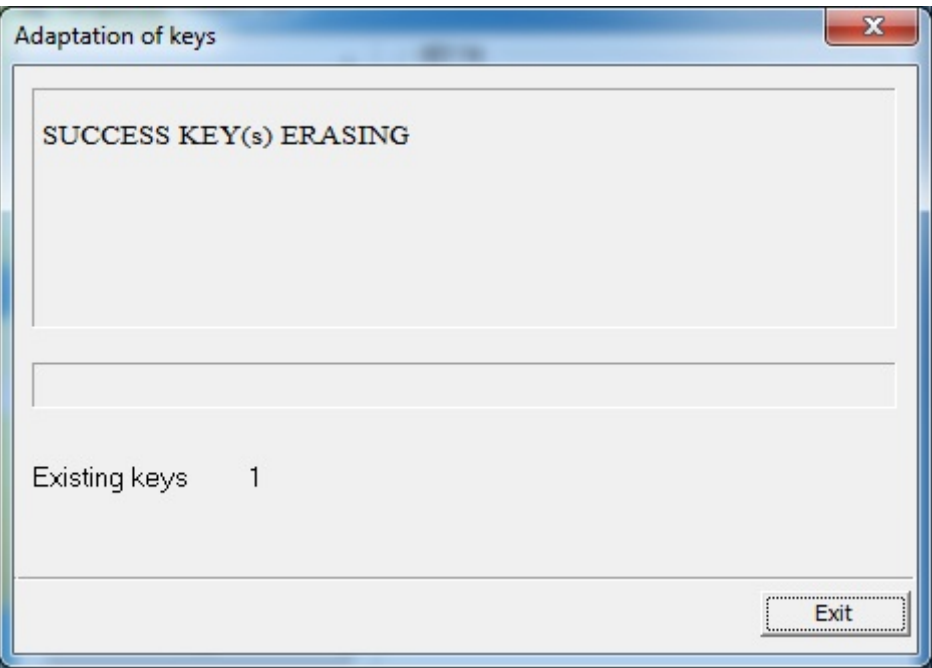 Adaptation of keys
SUCCESS KEY(s) ERASING
Existing keys 1
Exit